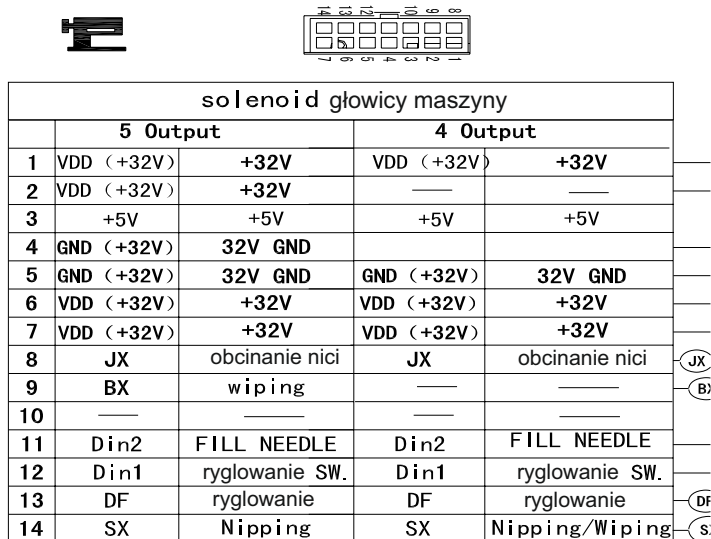 14 13 12 10 9 8
7 6 5 4 3 2 1
solenoid głowicy maszyny
5 Output 4 Output
1 VDD (+32V) +32V VDD (+32V) +32V
2 VDD (+32V) +32V —— ——
3 +5V +5V +5V +5V
4 GND (+32V) 32V GND
5 GND (+32V) 32V GND GND (+32V) 32V GND
6 VDD (+32V) +32V VDD (+32V) +32V
7 VDD (+32V) +32V VDD (+32V) +32V
8 JX obcinanie nici JX obcinanie nici JX
9 BX wiping —— —— BX
10 —— —— —— ——
11 Din2 FILL NEEDLE Din2 FILL NEEDLE
12 Din1 ryglowanie SW. Din1 ryglowanie SW.
13 DF ryglowanie DF ryglowanie DF
14 SX Nipping SX Nipping/Wiping SX